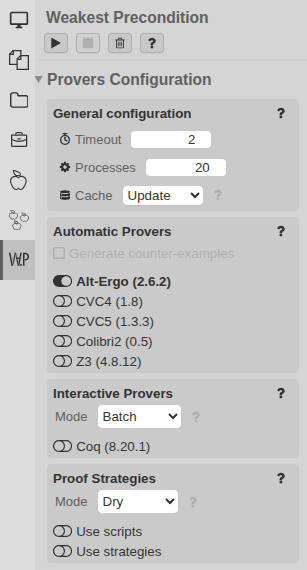 Weakest Precondition
?
Provers Configuration
General configuration ?
Timeout 2
Processes 20
Cache Update ?
Automatic Provers ?
Generate counter-examples
Alt-Ergo (2.6.2)
CVC4 (1.8)
CVC5 (1.3.3)
Colibri2 (0.5)
Z3 (4.8.12)
Interactive Provers ?
Mode Batch ?
Coq (8.20.1)
Proof Strategies ?
Mode Dry ?
Use scripts
Use strategies
WP